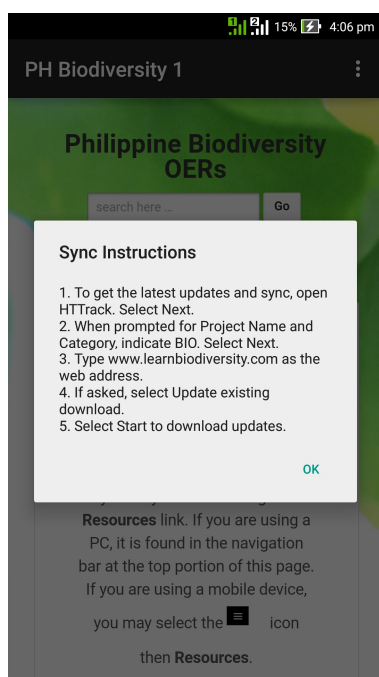 1 2 15% 4:06 pm
PH Biodiversity 1
Philippine Biodiversity
OERs
search here ...
Go
Sync Instructions
1. To get the latest updates and sync, open
HTTrack. Select Next.
2. When prompted for Project Name and
Category, indicate BIO. Select Next.
3. Type www.learnbiodiversity.com as the
web address.
4. If asked, select Update existing
download.
5. Select Start to download updates.
OK
Resources link. If you are using a
PC, it is found in the navigation
bar at the top portion of this page.
If you are using a mobile device,
you may select the icon
then Resources.